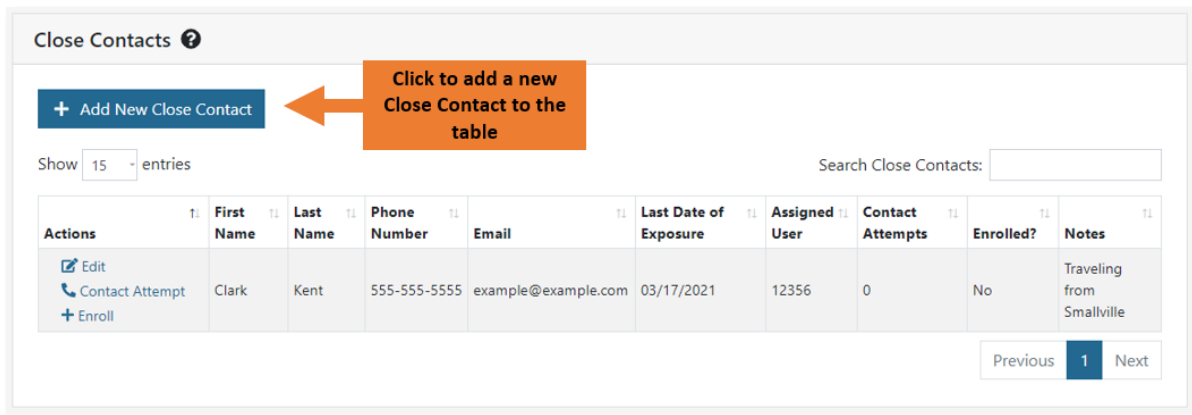 Close Contacts ?
Click to add a new
Close Contact to the
table
+ Add New Close Contact
Show 15 entries
Search Close Contacts:
Actions First Name Last Name Phone Number Email Last Date of Exposure Assigned User Contact Attempts Enrolled? Notes
Edit
Contact Attempt
+ Enroll
Clark Kent 555-555-5555 example@example.com 03/17/2021 12356 0 No
Traveling
from
Smallville
Previous 1 Next